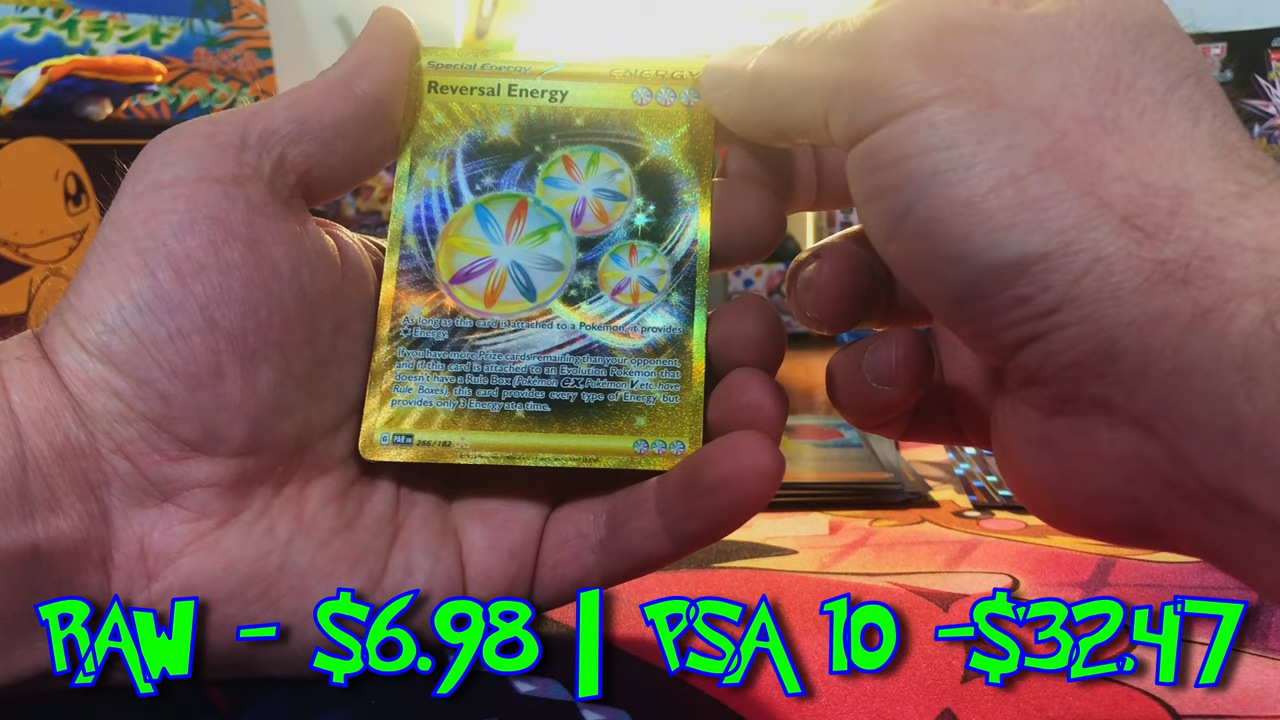 Special Energy ENERGY
Reversal Energy
As long as this card is attached to a Pokémon, it provides
Energy.
If you have more Prize cards remaining than your opponent,
and if this card is attached to an Evolution Pokémon that
doesn't have a Rule Box (Pokémon ex, Pokémon V etc. have
Rule Boxes), this card provides every type of Energy but
provides only 3 Energy at a time.
G PAR EN 266/182
RAW - $6.98 | PSA 10 -$32.47